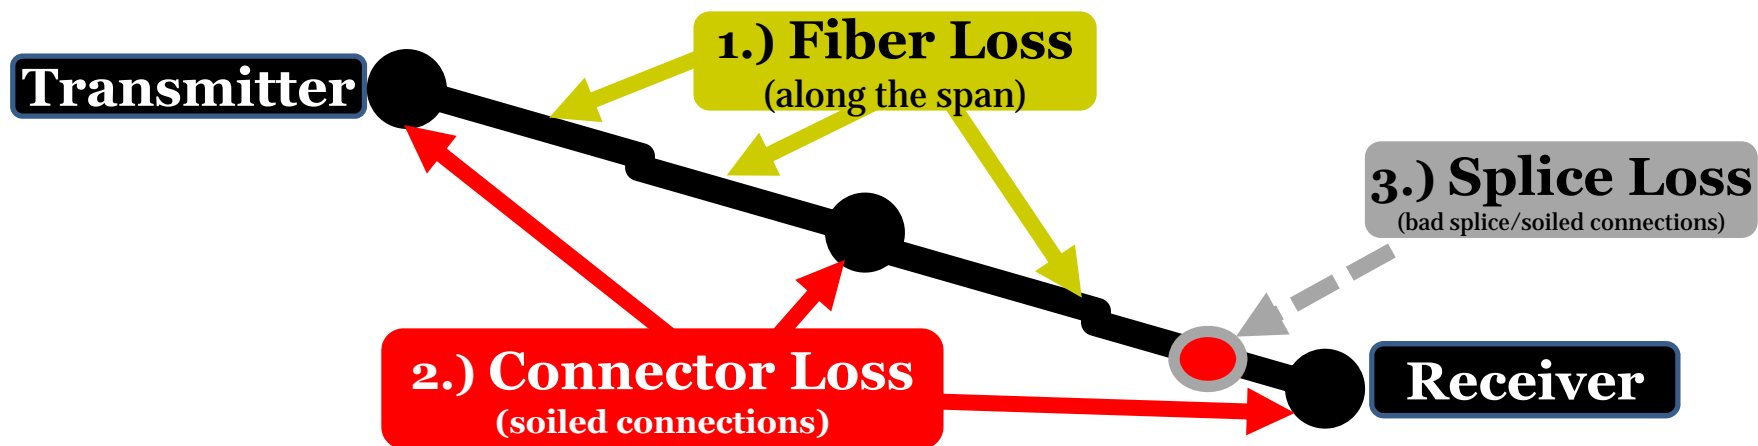 1.) Fiber Loss
(along the span)
Transmitter
3.) Splice Loss
(bad splice/soiled connections)
2.) Connector Loss
(soiled connections)
Receiver